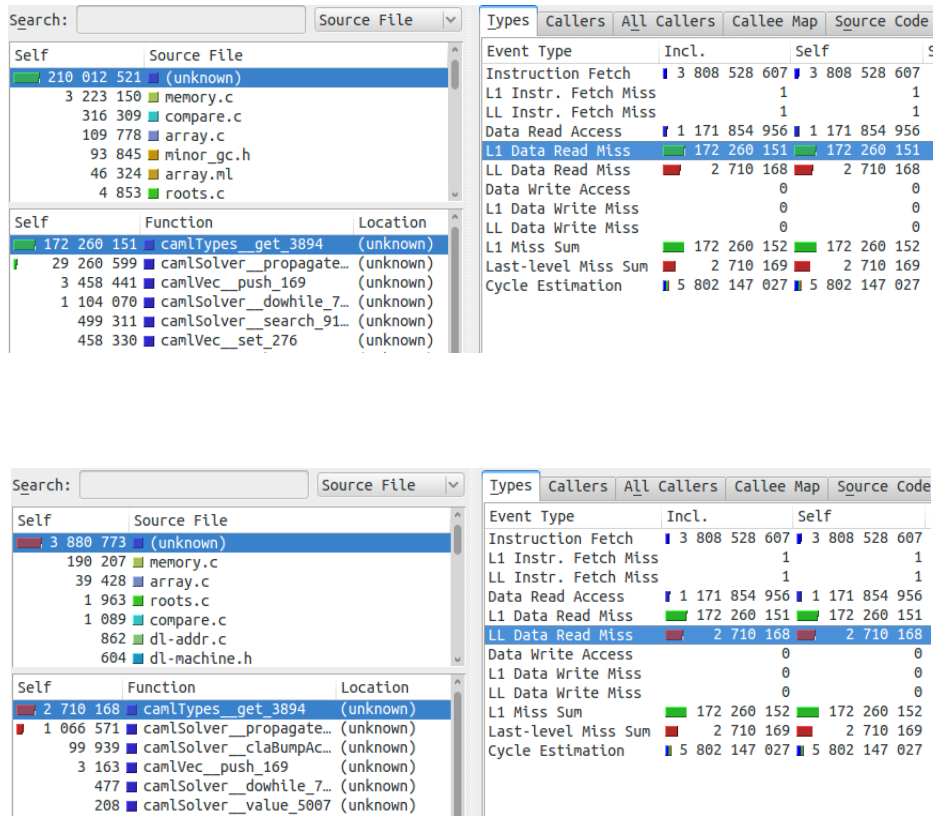 Search: Source File
Self Source File
210 012 521 (unknown)
3 223 150 memory.c
316 309 compare.c
109 778 array.c
93 845 minor_gc.h
46 324 array.ml
4 853 roots.c
Self Function Location
172 260 151 camlTypes__get_3894 (unknown)
29 260 599 camlSolver__propagate… (unknown)
3 458 441 camlVec__push_169 (unknown)
1 104 070 camlSolver__dowhile_7… (unknown)
499 311 camlSolver__search_91… (unknown)
458 330 camlVec__set_276 (unknown)
Types Callers All Callers Callee Map Source Code
Event Type Incl. Self S
Instruction Fetch 3 808 528 607 3 808 528 607
L1 Instr. Fetch Miss 1 1
LL Instr. Fetch Miss 1 1
Data Read Access 1 171 854 956 1 171 854 956
L1 Data Read Miss 172 260 151 172 260 151
LL Data Read Miss 2 710 168 2 710 168
Data Write Access 0 0
L1 Data Write Miss 0 0
LL Data Write Miss 0 0
L1 Miss Sum 172 260 152 172 260 152
Last-level Miss Sum 2 710 169 2 710 169
Cycle Estimation 5 802 147 027 5 802 147 027
Search: Source File
Self Source File
3 880 773 (unknown)
190 207 memory.c
39 428 array.c
1 963 roots.c
1 089 compare.c
862 dl-addr.c
604 dl-machine.h
Self Function Location
2 710 168 camlTypes__get_3894 (unknown)
1 066 571 camlSolver__propagate… (unknown)
99 939 camlSolver__claBumpAc… (unknown)
3 163 camlVec__push_169 (unknown)
477 camlSolver__dowhile_7… (unknown)
208 camlSolver__value_5007 (unknown)
Types Callers All Callers Callee Map Source Code
Event Type Incl. Self
Instruction Fetch 3 808 528 607 3 808 528 607
L1 Instr. Fetch Miss 1 1
LL Instr. Fetch Miss 1 1
Data Read Access 1 171 854 956 1 171 854 956
L1 Data Read Miss 172 260 151 172 260 151
LL Data Read Miss 2 710 168 2 710 168
Data Write Access 0 0
L1 Data Write Miss 0 0
LL Data Write Miss 0 0
L1 Miss Sum 172 260 152 172 260 152
Last-level Miss Sum 2 710 169 2 710 169
Cycle Estimation 5 802 147 027 5 802 147 027